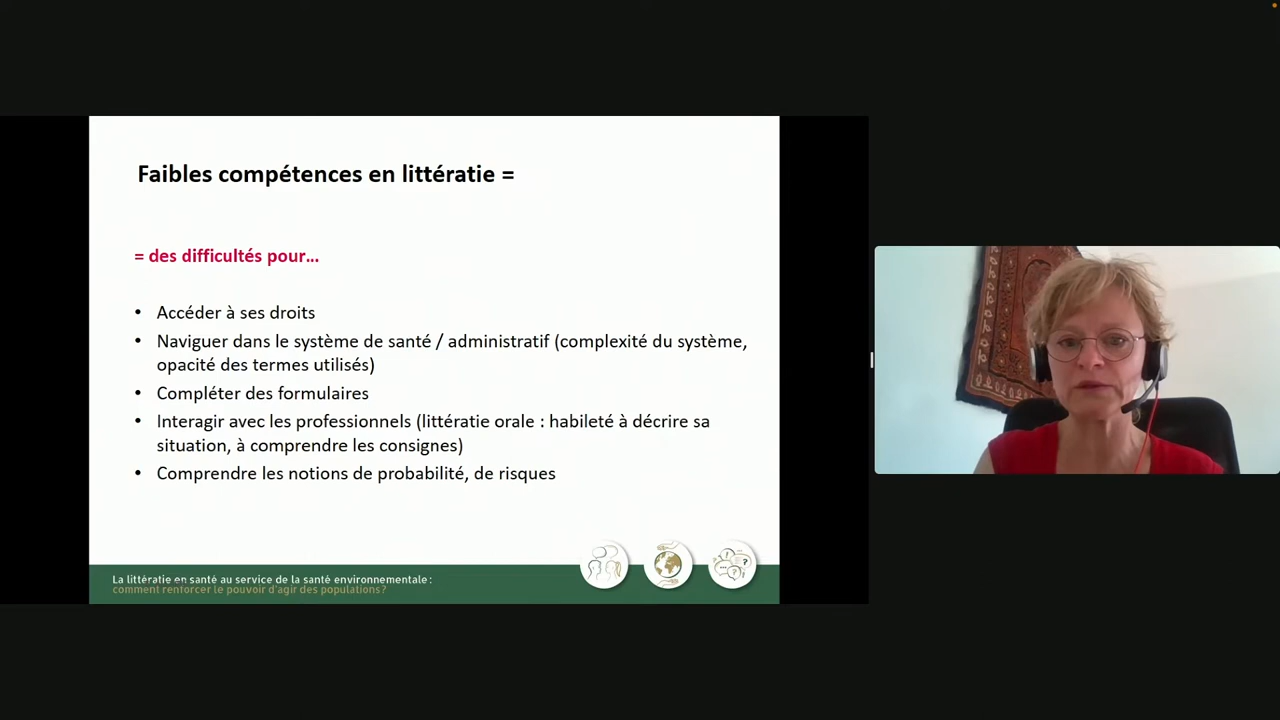 Faibles compétences en littératie =
= des difficultés pour...
• Accéder à ses droits
• Naviguer dans le système de santé / administratif (complexité du système,
opacité des termes utilisés)
• Compléter des formulaires
• Interagir avec les professionnels (littératie orale : habileté à décrire sa
situation, à comprendre les consignes)
• Comprendre les notions de probabilité, de risques
La littératie en santé au service de la santé environnementale :
comment renforcer le pouvoir d'agir des populations ?